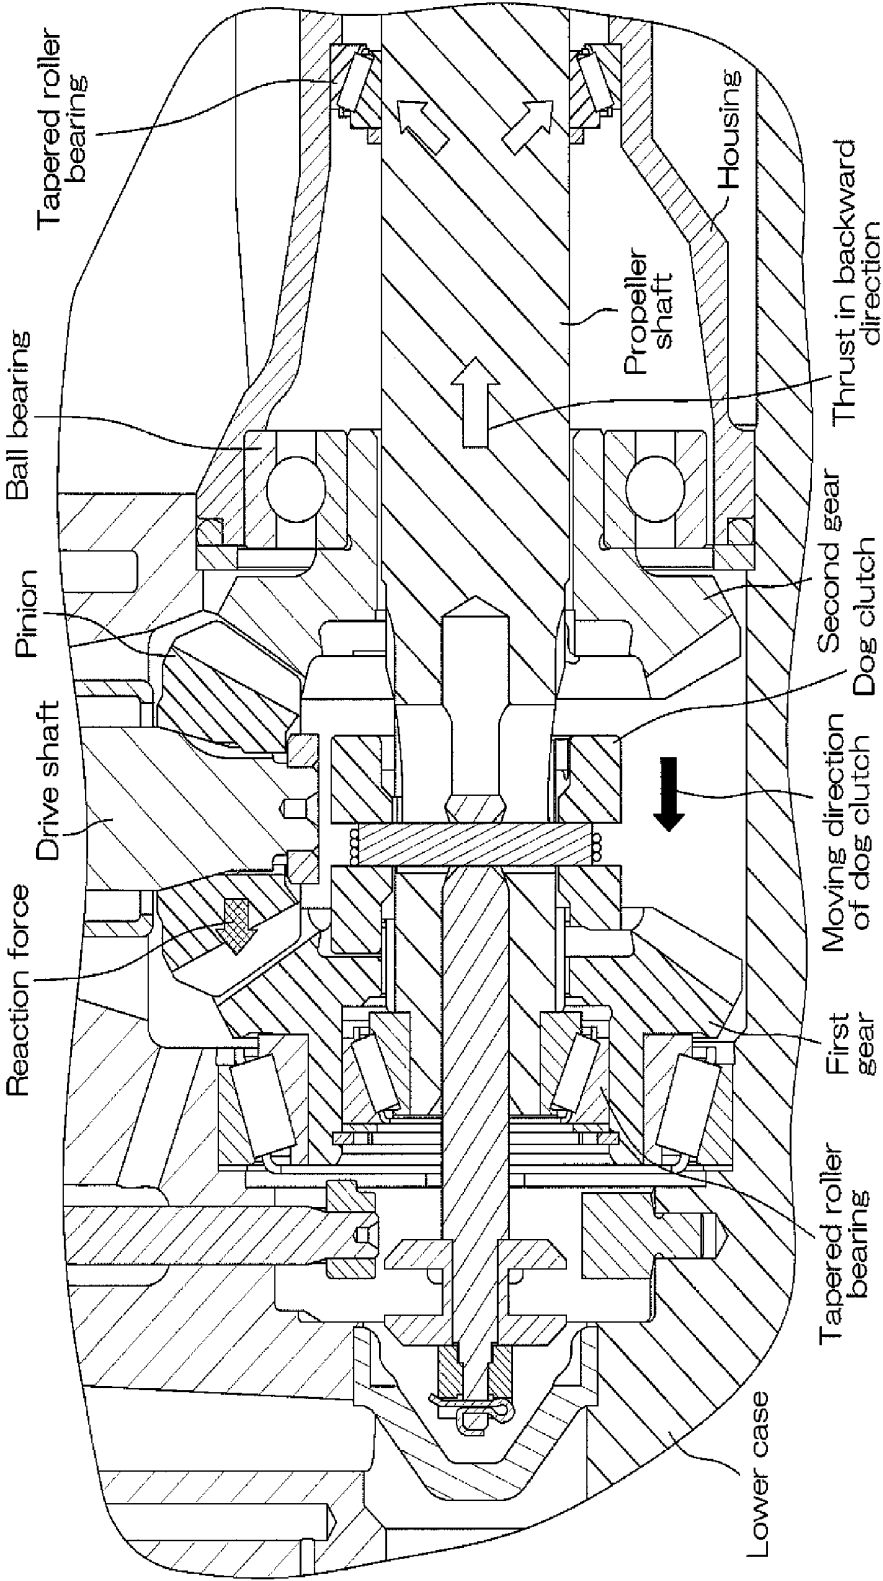 Reaction force
Drive shaft
Pinion
Ball bearing
Tapered roller
bearing
Lower case
Tapered roller
bearing
First
gear
Moving direction
of dog clutch
Dog clutch
Second gear
Thrust in backward
direction
Propeller
shaft
Housing